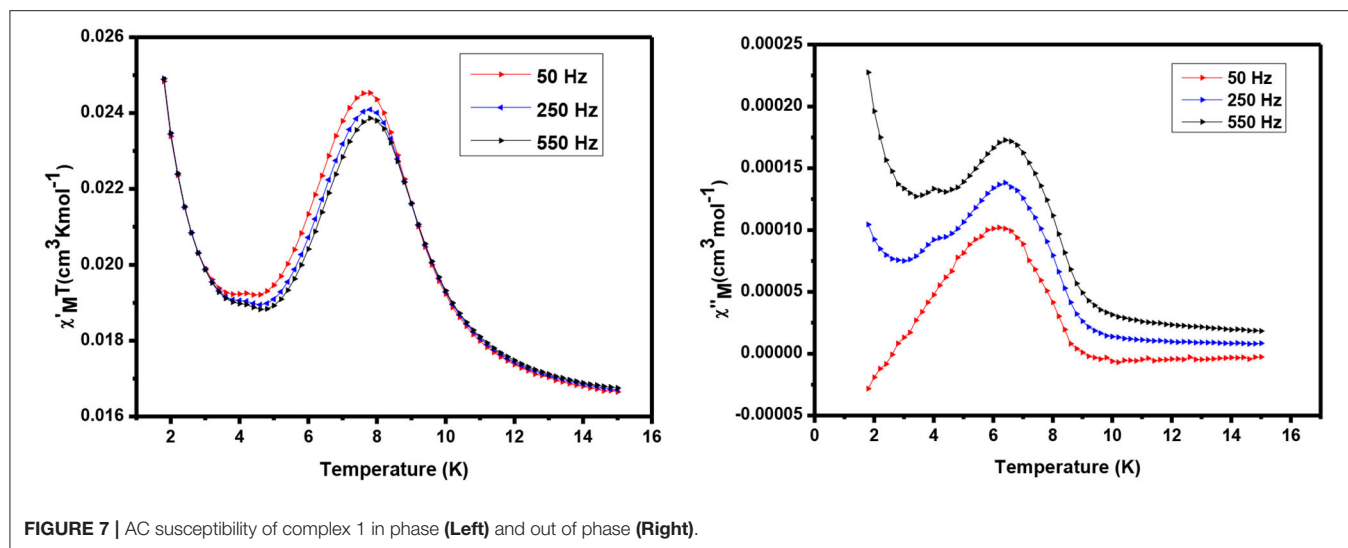 0.026
0.024
0.022
0.020
0.018
0.016
χ'MT(cm³Kmol⁻¹)
50 Hz
250 Hz
550 Hz
2 4 6 8 10 12 14 16
Temperature (K)
0.00025
0.00020
0.00015
0.00010
0.00005
0.00000
-0.00005
χ''M(cm³mol⁻¹)
50 Hz
250 Hz
550 Hz
0 2 4 6 8 10 12 14 16
Temperature (K)
FIGURE 7 | AC susceptibility of complex 1 in phase (Left) and out of phase (Right).